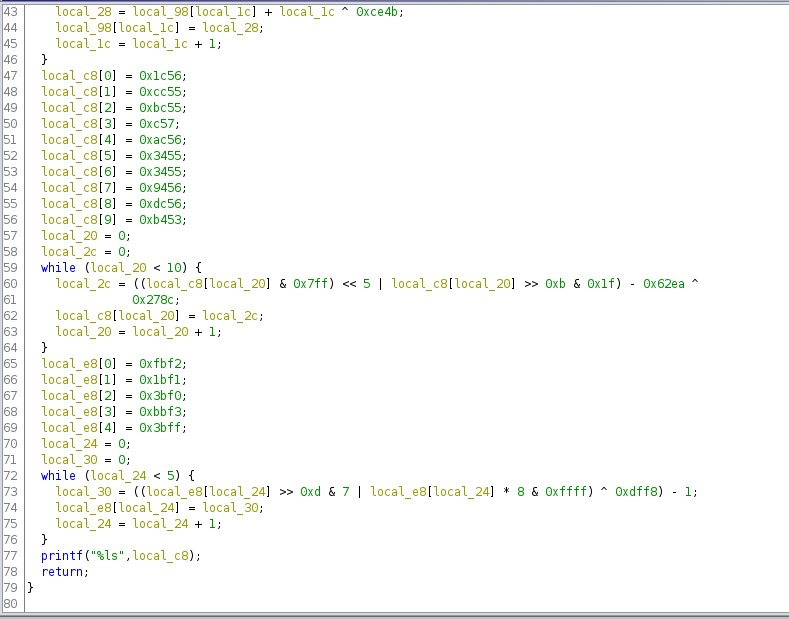 43 local_28 = local_98[local_1c] + local_1c ^ 0xce4b;
44 local_98[local_1c] = local_28;
45 local_1c = local_1c + 1;
46 }
47 local_c8[0] = 0x1c56;
48 local_c8[1] = 0xcc55;
49 local_c8[2] = 0xbc55;
50 local_c8[3] = 0xc57;
51 local_c8[4] = 0xac56;
52 local_c8[5] = 0x3455;
53 local_c8[6] = 0x3455;
54 local_c8[7] = 0x9456;
55 local_c8[8] = 0xdc56;
56 local_c8[9] = 0xb453;
57 local_20 = 0;
58 local_2c = 0;
59 while (local_20 < 10) {
60 local_2c = ((local_c8[local_20] & 0x7ff) << 5 | local_c8[local_20] >> 0xb & 0x1f) - 0x62ea ^
61 0x278c;
62 local_c8[local_20] = local_2c;
63 local_20 = local_20 + 1;
64 }
65 local_e8[0] = 0xfbf2;
66 local_e8[1] = 0x1bf1;
67 local_e8[2] = 0x3bf0;
68 local_e8[3] = 0xbbf3;
69 local_e8[4] = 0x3bff;
70 local_24 = 0;
71 local_30 = 0;
72 while (local_24 < 5) {
73 local_30 = ((local_e8[local_24] >> 0xd & 7 | local_e8[local_24] * 8 & 0xffff) ^ 0xdff8) - 1;
74 local_e8[local_24] = local_30;
75 local_24 = local_24 + 1;
76 }
77 printf("%ls",local_c8);
78 return;
79 }
80